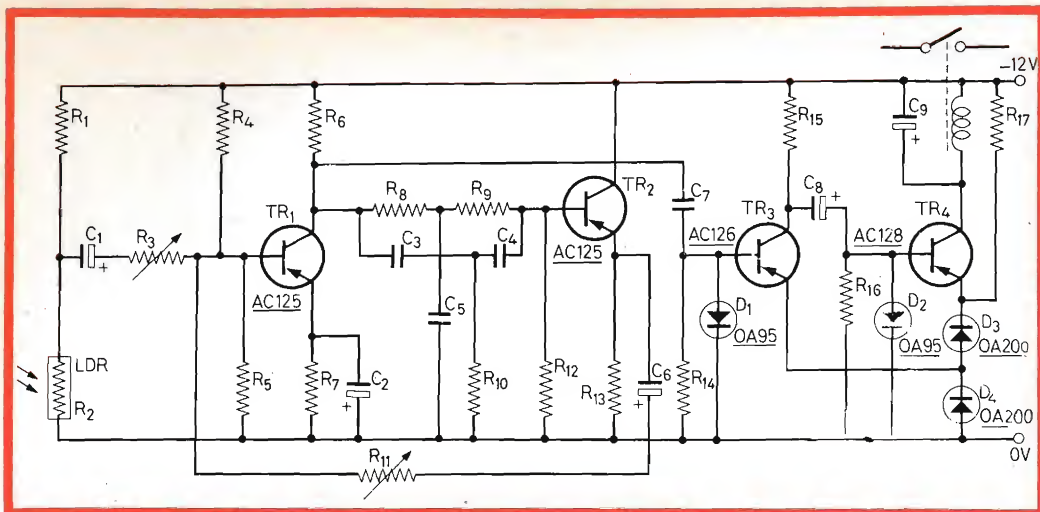 −12V
R1
R4
R6
R15
C9
R17
R8
R9
TR2
C7
C8
TR1
TR3
TR4
C1
R3
C3
C4
AC126
AC128
+
AC125
AC125
R16
D1
D2
D3
C5
OA95
OA95
OA200
LDR
R2
R5
R7
C2
R10
R12
R13
C6
R14
D4
OA200
+
+
+
+
+
0V
R11